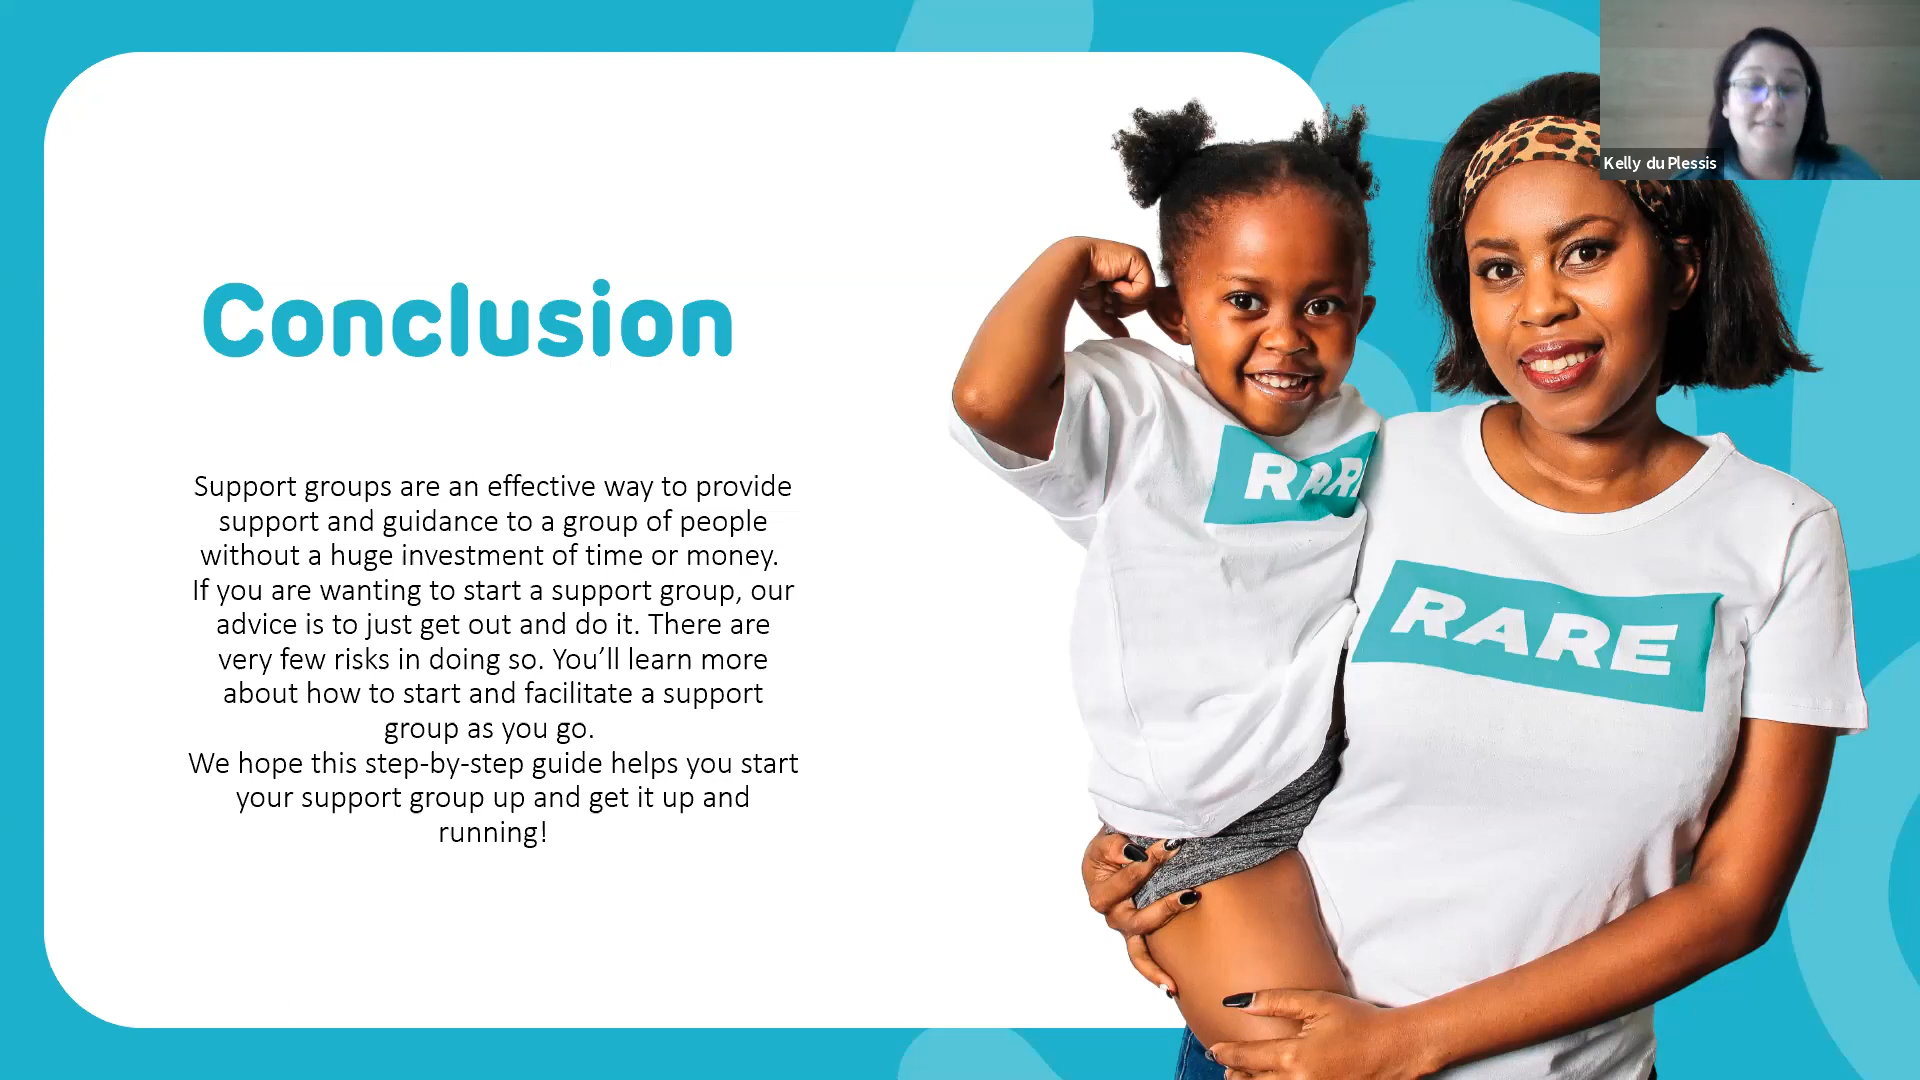 Kelly du Plessis
Conclusion
Support groups are an effective way to provide
support and guidance to a group of people
without a huge investment of time or money.
If you are wanting to start a support group, our
advice is to just get out and do it. There are
very few risks in doing so. You’ll learn more
about how to start and facilitate a support
group as you go.
We hope this step-by-step guide helps you start
your support group up and get it up and
running!
RAR
RARE